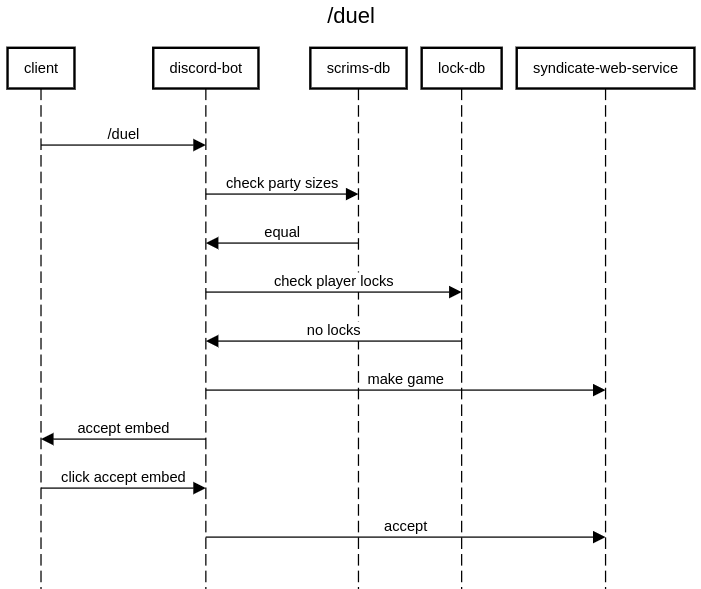 /duel
client
discord-bot
scrims-db
lock-db
syndicate-web-service
/duel
check party sizes
equal
check player locks
no locks
make game
accept embed
click accept embed
accept